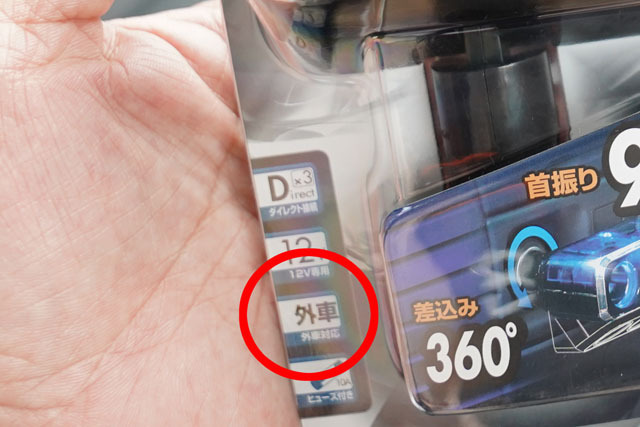 D×3
irect
ダイレクト接続
12
12V専用
外車
外車対応
10A
ヒューズ付き
首振り
9
差込み
360°